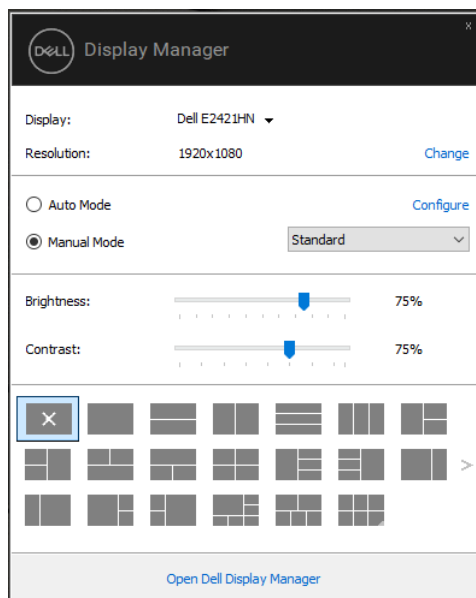 x
DELL Display Manager
Display: Dell E2421HN
Resolution: 1920x1080 Change
Auto Mode Configure
Manual Mode Standard
Brightness: 75%
Contrast: 75%
Open Dell Display Manager